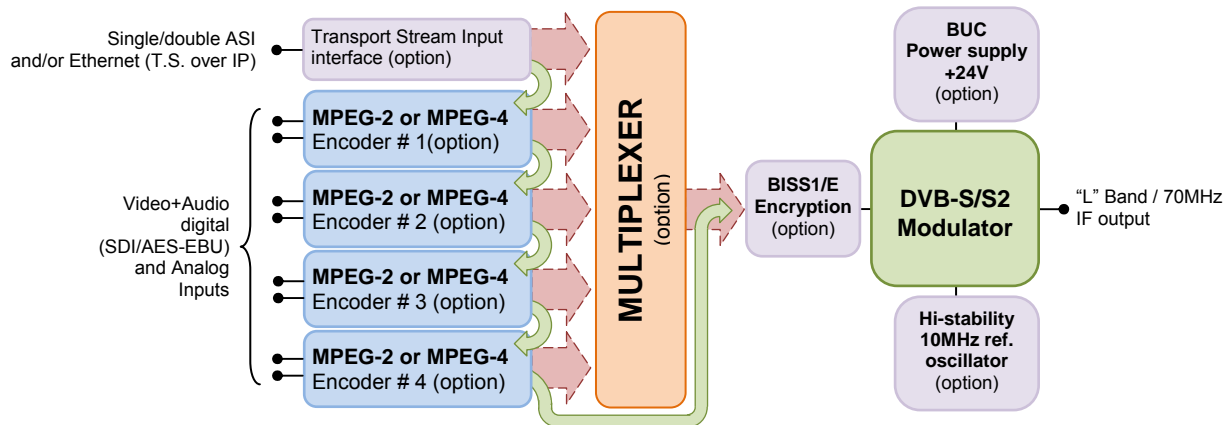 Single/double ASI
and/or Ethernet (T.S. over IP)
Transport Stream Input
interface (option)
MPEG-2 or MPEG-4
Encoder # 1(option)
MPEG-2 or MPEG-4
Encoder # 2 (option)
MPEG-2 or MPEG-4
Encoder # 3 (option)
MPEG-2 or MPEG-4
Encoder # 4 (option)
Video+Audio
digital
(SDI/AES-EBU)
and Analog
Inputs
MULTIPLEXER
(option)
BISS1/E
Encryption
(option)
BUC
Power supply
+24V
(option)
DVB-S/S2
Modulator
Hi-stability
10MHz ref.
oscillator
(option)
“L” Band / 70MHz
IF output